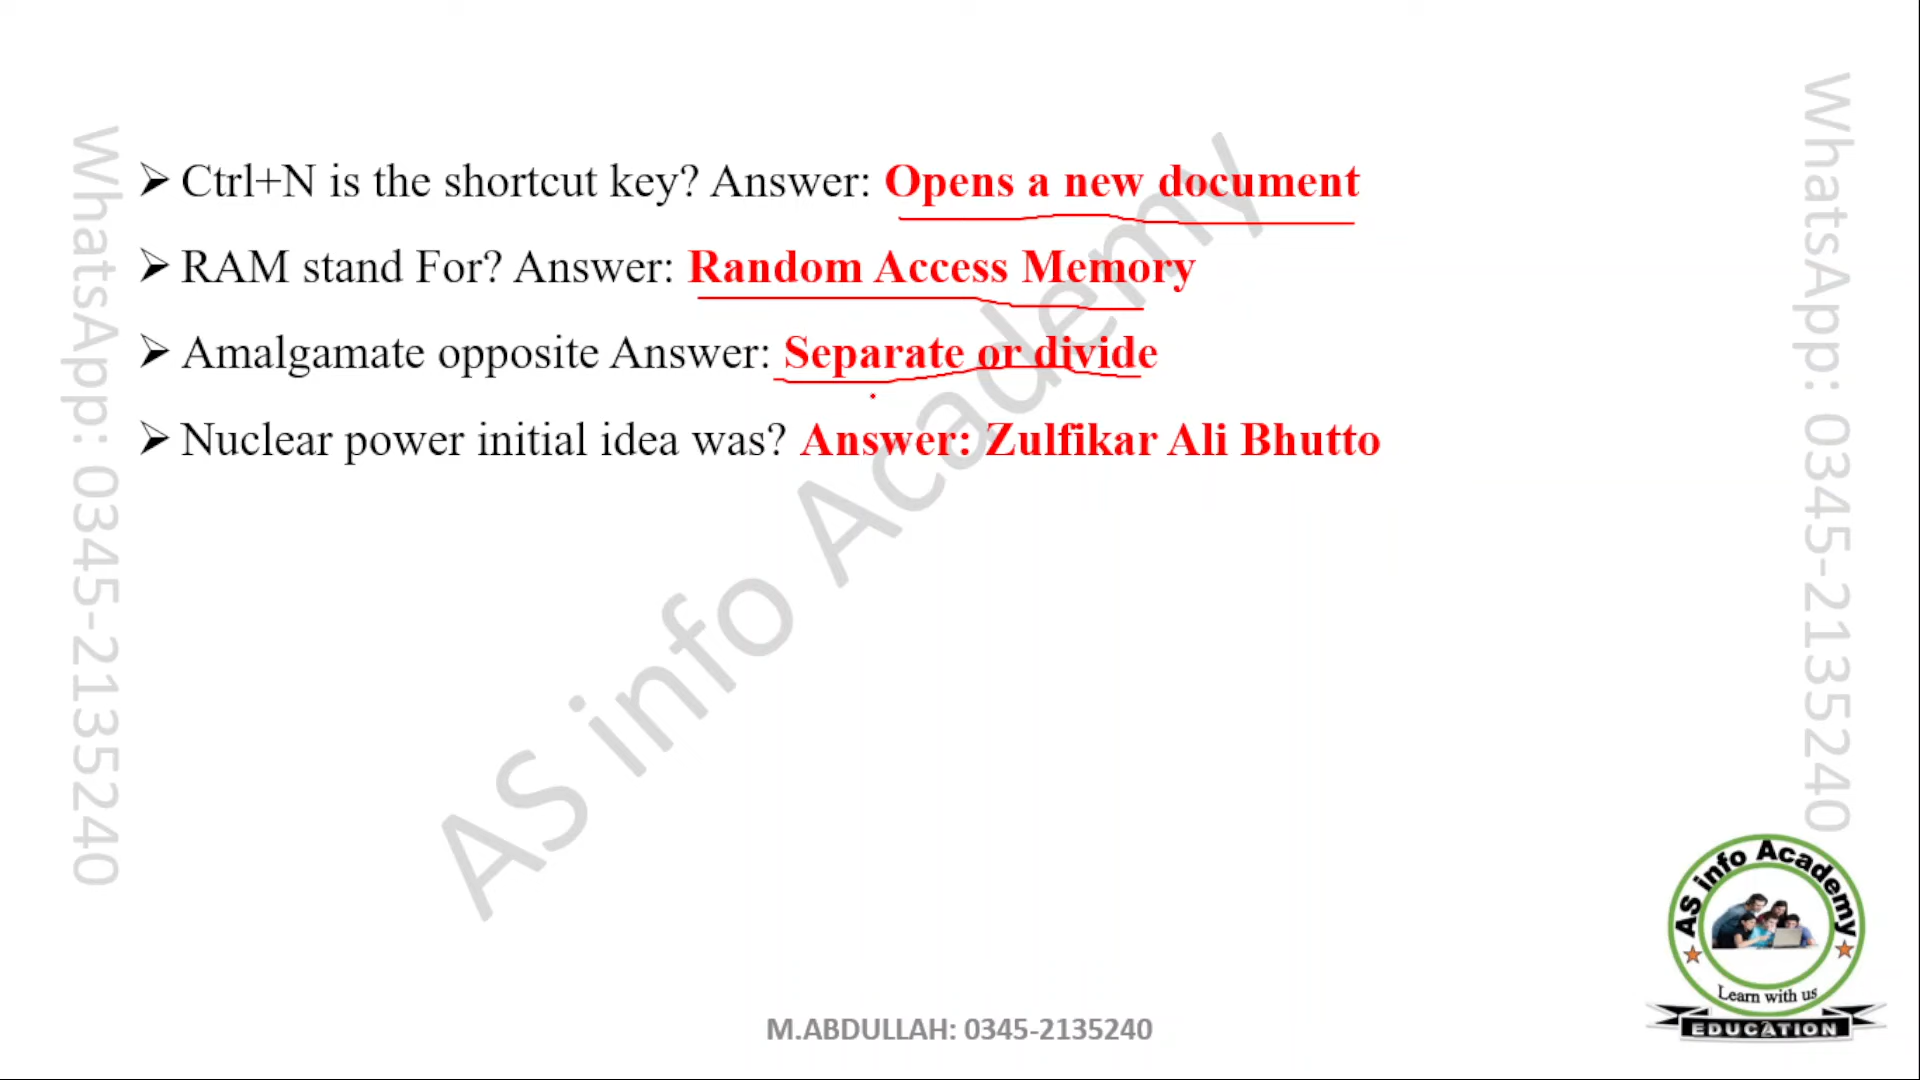 ➢ Ctrl+N is the shortcut key? Answer: Opens a new document
➢ RAM stand For? Answer: Random Access Memory
➢ Amalgamate opposite Answer: Separate or divide
➢ Nuclear power initial idea was? Answer: Zulfikar Ali Bhutto
WhatsApp: 0345-2135240
WhatsApp: 0345-2135240
AS info Academy
AS info Academy
Learn with us
EDUCATION
M.ABDULLAH: 0345-2135240